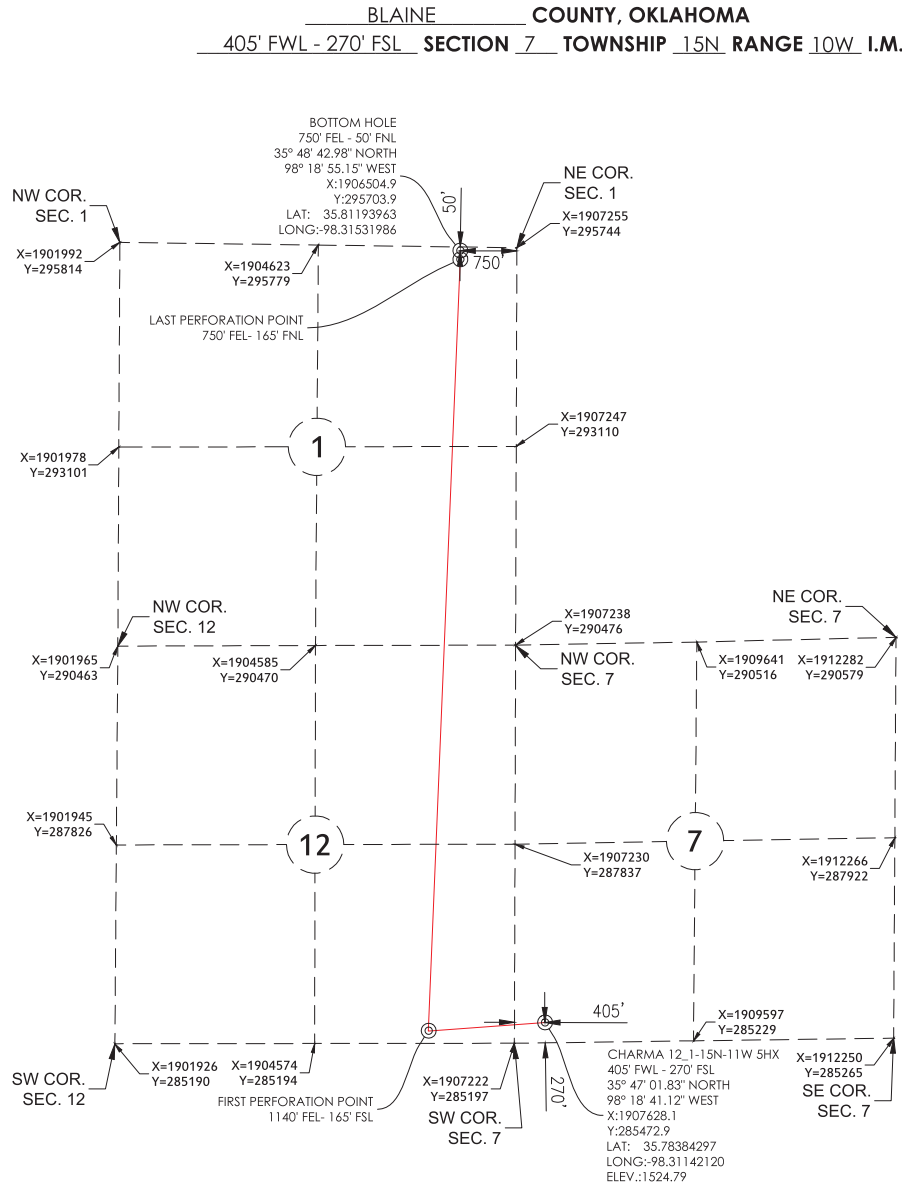 BLAINE COUNTY, OKLAHOMA
405' FWL - 270' FSL SECTION 7 TOWNSHIP 15N RANGE 10W I.M.
BOTTOM HOLE
750' FEL - 50' FNL
35° 48' 42.98" NORTH
98° 18' 55.15" WEST
X:1906504.9
Y:295703.9
LAT: 35.81193963
LONG:-98.31531986
50'
NE COR.
SEC. 1
X=1907255
Y=295744
NW COR.
SEC. 1
X=1901992
Y=295814
X=1904623
Y=295779
750'
LAST PERFORATION POINT
750' FEL- 165' FNL
X=1907247
Y=293110
1
X=1901978
Y=293101
NW COR.
SEC. 12
X=1907238
Y=290476
NE COR.
SEC. 7
X=1901965
Y=290463
X=1904585
Y=290470
NW COR.
SEC. 7
X=1909641
Y=290516
X=1912282
Y=290579
X=1901945
Y=287826
12
X=1907230
Y=287837
7
X=1912266
Y=287922
405'
X=1909597
Y=285229
SW COR.
SEC. 12
X=1901926
Y=285190
X=1904574
Y=285194
FIRST PERFORATION POINT
1140' FEL- 165' FSL
X=1907222
Y=285197
SW COR.
SEC. 7
270'
CHARMA 12_1-15N-11W 5HX
405' FWL - 270' FSL
35° 47' 01.83" NORTH
98° 18' 41.12" WEST
X:1907628.1
Y:285472.9
LAT: 35.78384297
LONG:-98.31142120
ELEV.:1524.79
X=1912250
Y=285265
SE COR.
SEC. 7